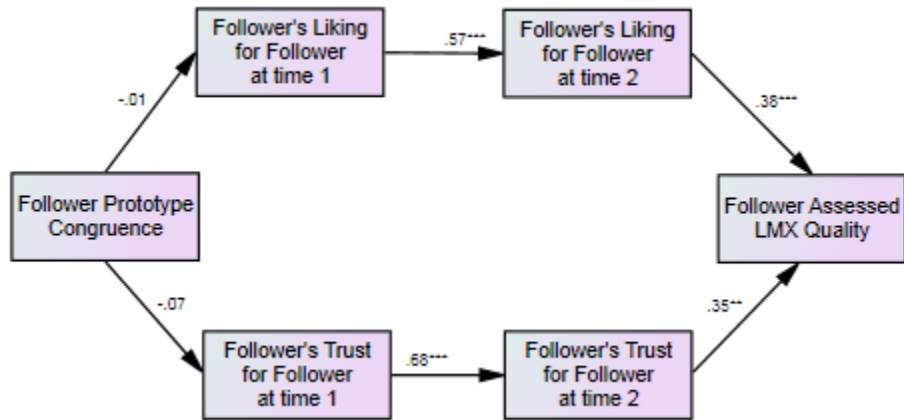 Follower's Liking
for Follower
at time 1
.57***
Follower's Liking
for Follower
at time 2
-.01
.38***
Follower Prototype
Congruence
Follower Assessed
LMX Quality
-.07
.35**
Follower's Trust
for Follower
at time 1
.68***
Follower's Trust
for Follower
at time 2